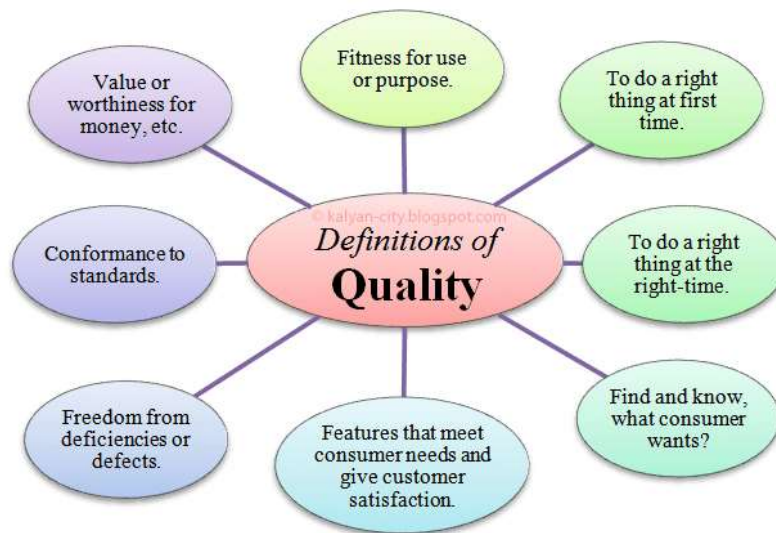 Fitness for use
or purpose.
Value or
worthiness for
money, etc.
To do a right
thing at first
time.
© kalyan-city.blogspot.com
Definitions of
Quality
Conformance to
standards.
To do a right
thing at the
right-time.
Freedom from
deficiencies or
defects.
Features that meet
consumer needs and
give customer
satisfaction.
Find and know,
what consumer
wants?